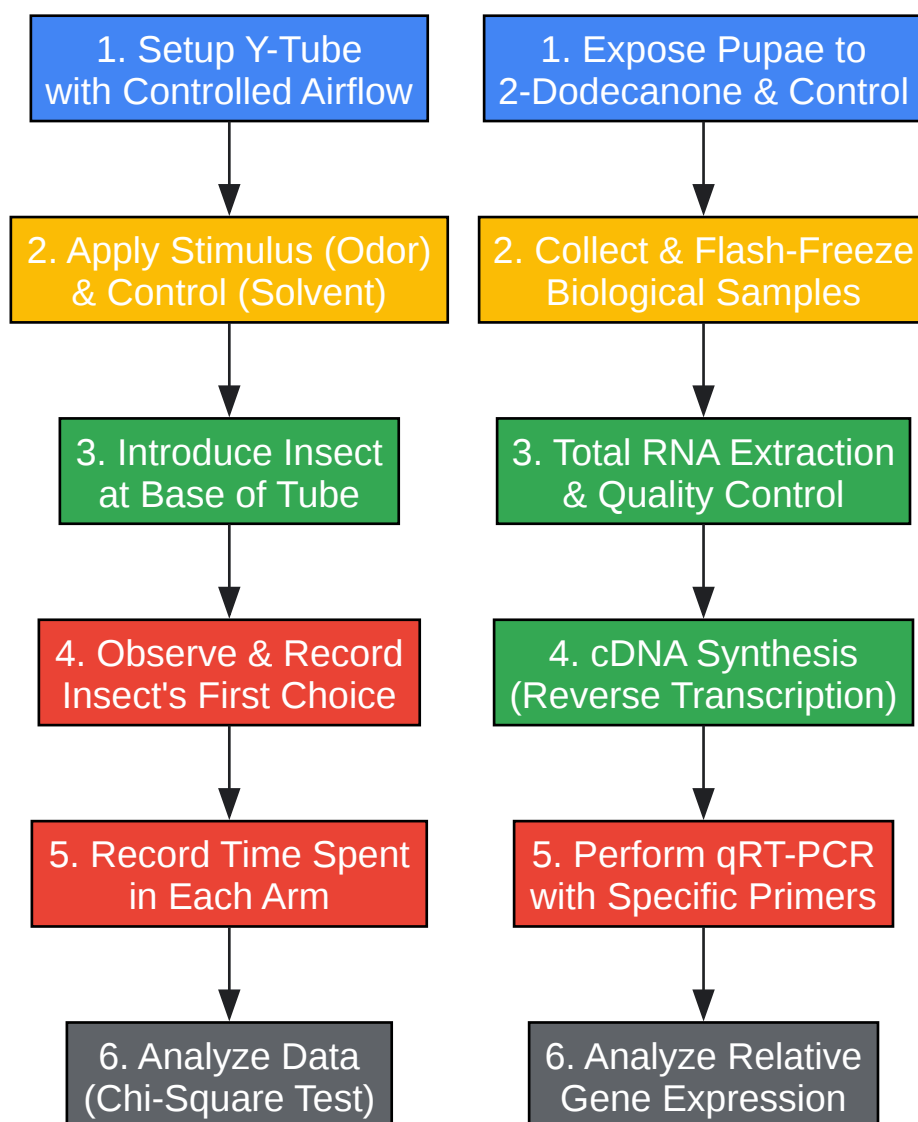 1. Setup Y-Tube
with Controlled Airflow
2. Apply Stimulus (Odor)
& Control (Solvent)
3. Introduce Insect
at Base of Tube
4. Observe & Record
Insect's First Choice
5. Record Time Spent
in Each Arm
6. Analyze Data
(Chi-Square Test)
1. Expose Pupae to
2-Dodecanone & Control
2. Collect & Flash-Freeze
Biological Samples
3. Total RNA Extraction
& Quality Control
4. cDNA Synthesis
(Reverse Transcription)
5. Perform qRT-PCR
with Specific Primers
6. Analyze Relative
Gene Expression